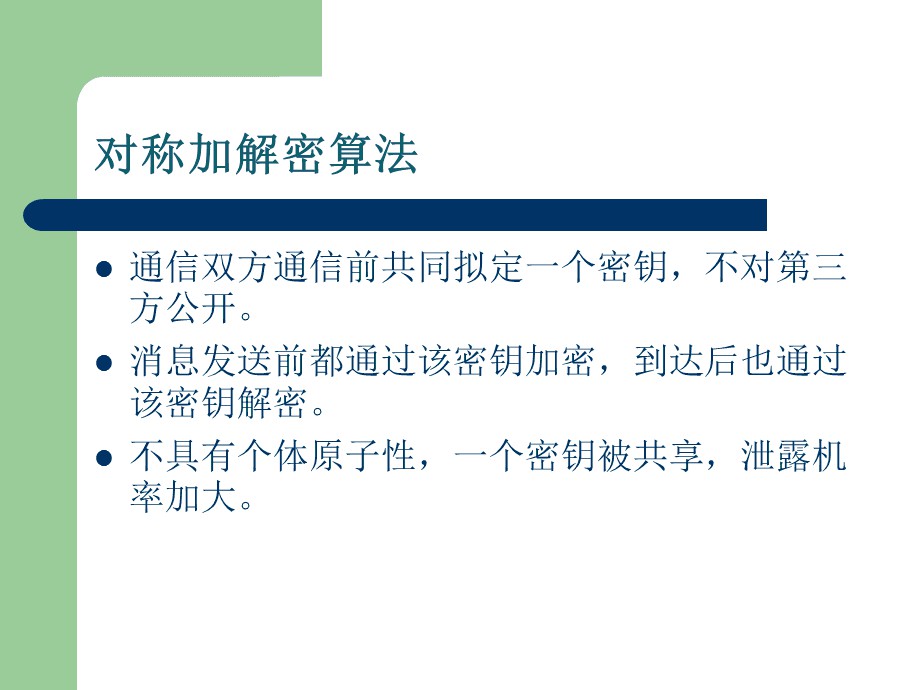 对称加解密算法
通信双方通信前共同拟定一个密钥，不对第三
方公开。
消息发送前都通过该密钥加密，到达后也通过
该密钥解密。
不具有个体原子性，一个密钥被共享，泄露机
率加大。